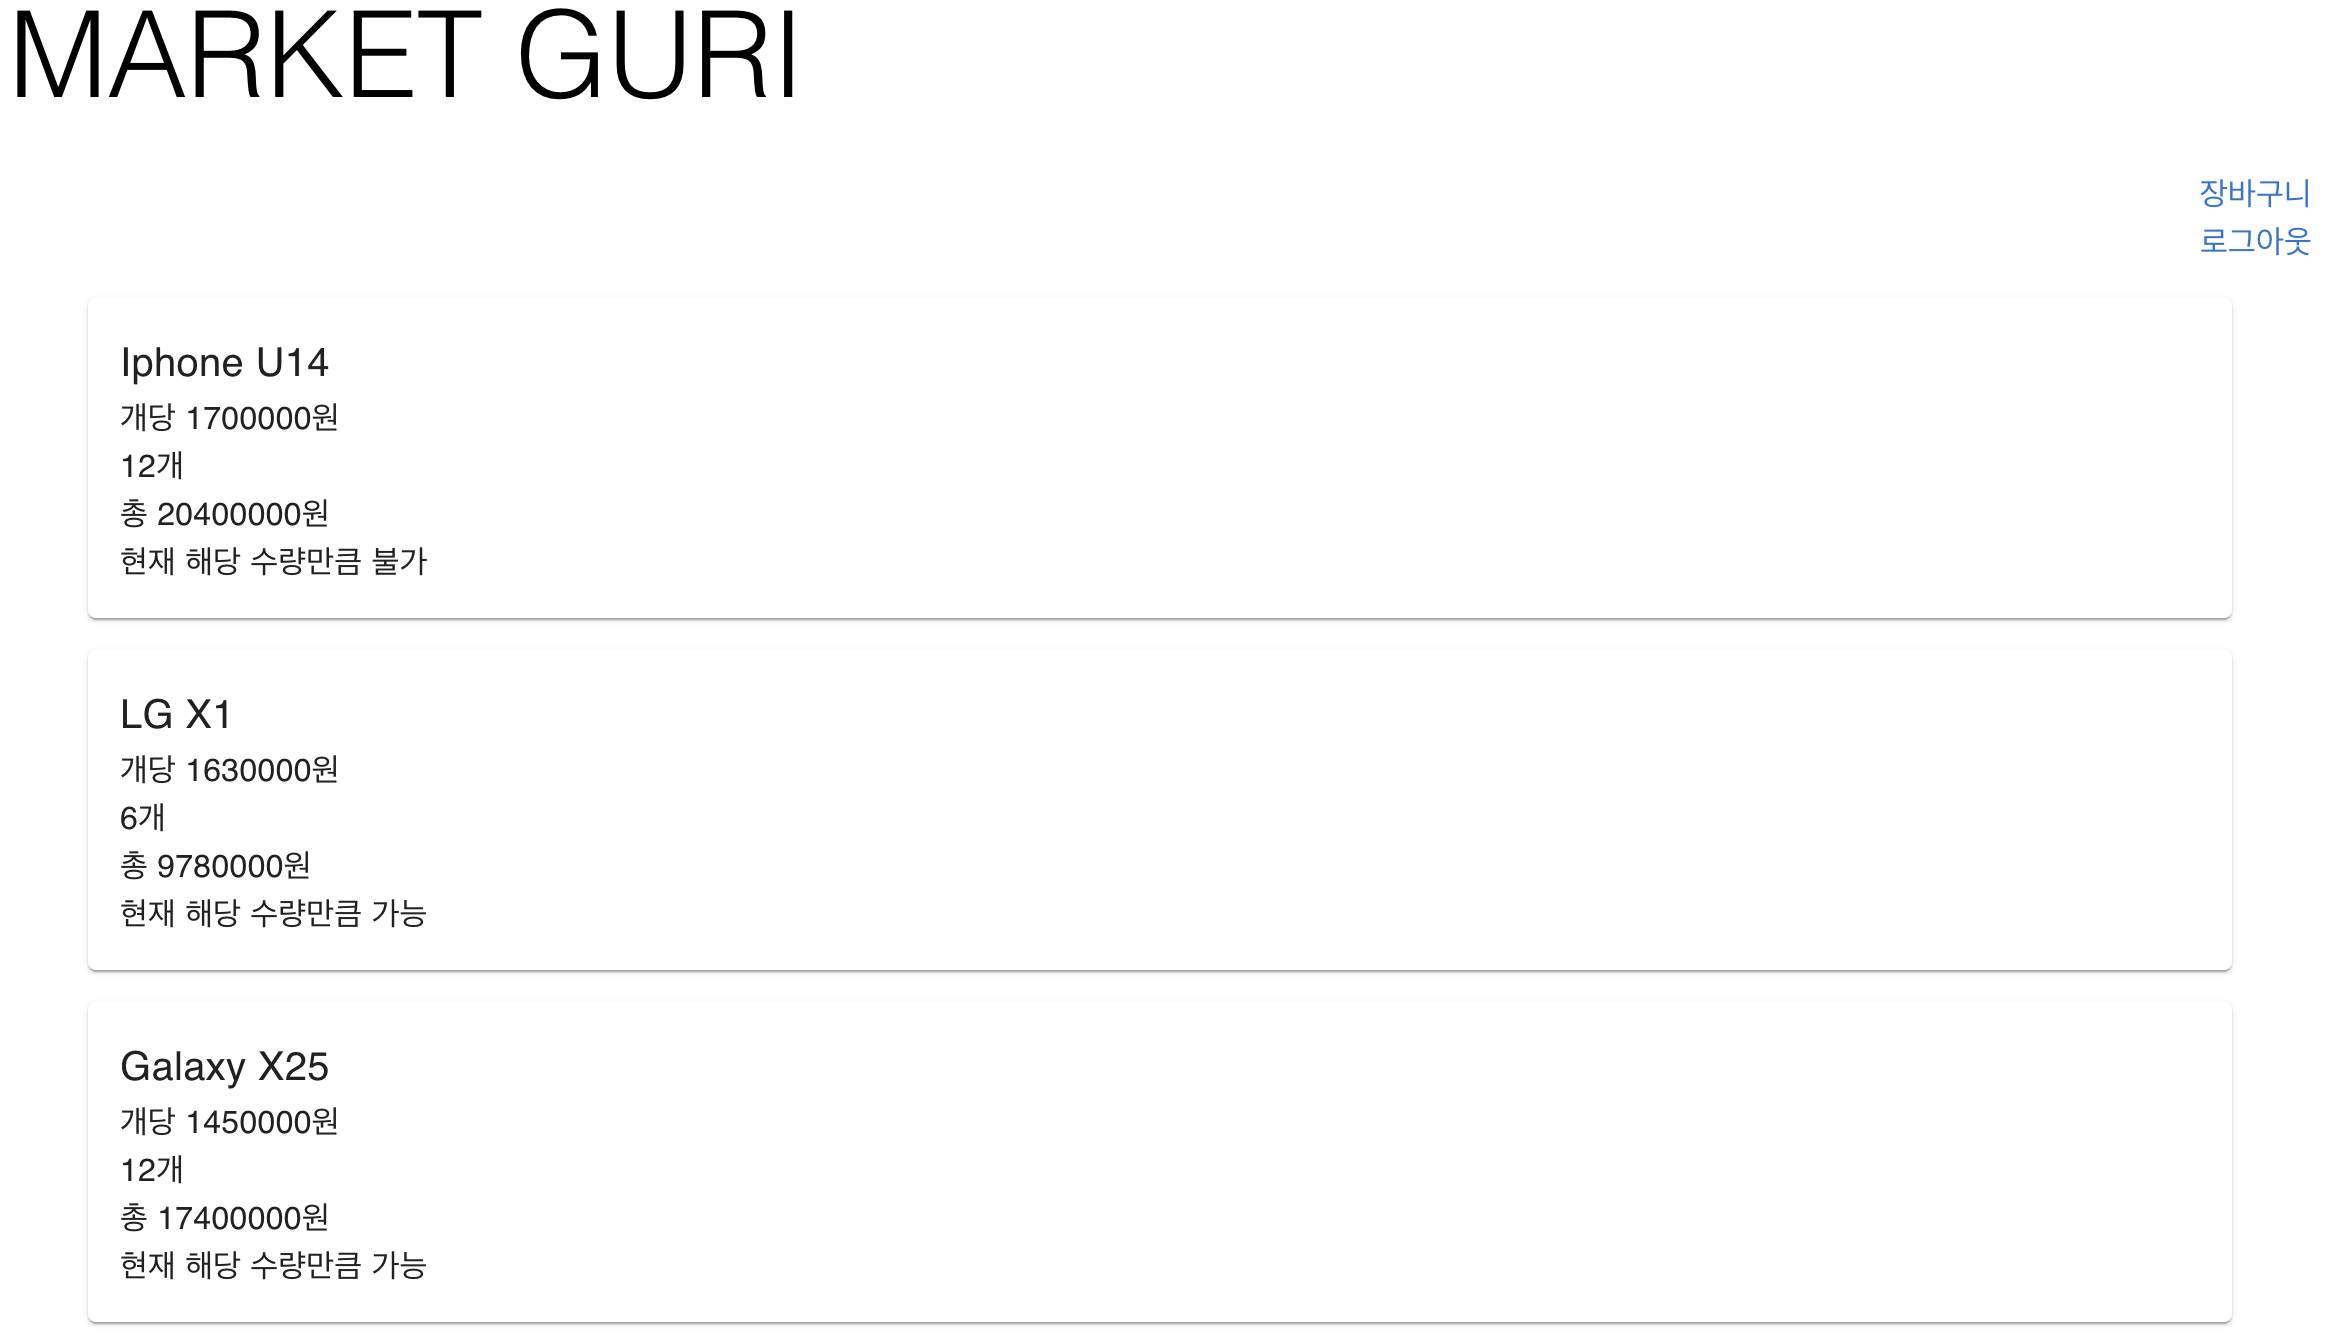 MARKET GURI
장바구니
로그아웃
Iphone U14
개당 1700000원
12개
총 20400000원
현재 해당 수량만큼 불가
LG X1
개당 1630000원
6개
총 9780000원
현재 해당 수량만큼 가능
Galaxy X25
개당 1450000원
12개
총 17400000원
현재 해당 수량만큼 가능